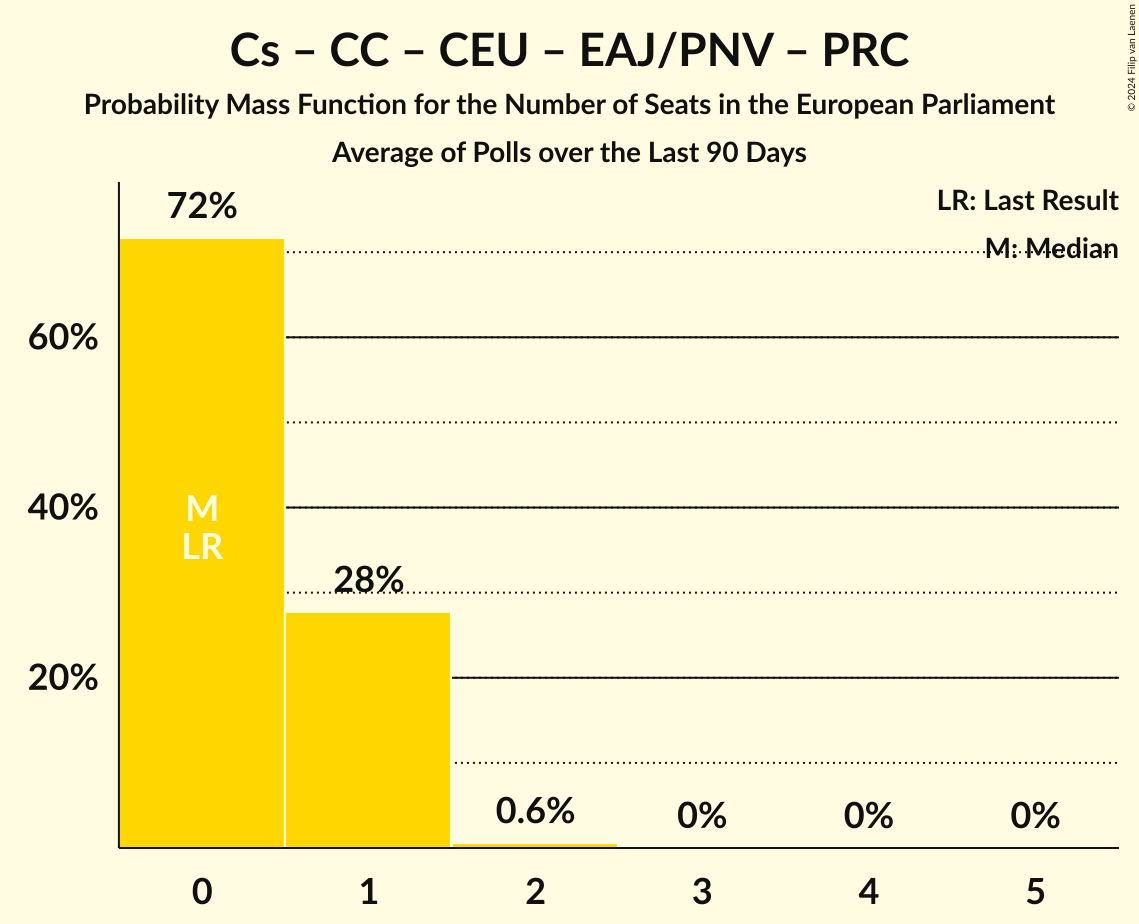 Cs – CC – CEU – EAJ/PNV – PRC
Probability Mass Function for the Number of Seats in the European Parliament
Average of Polls over the Last 90 Days
© 2024 Filip van Laenen
LR: Last Result
M: Median
72%
60%
40%
20%
M
LR
28%
0.6%
0%
0%
0%
0
1
2
3
4
5